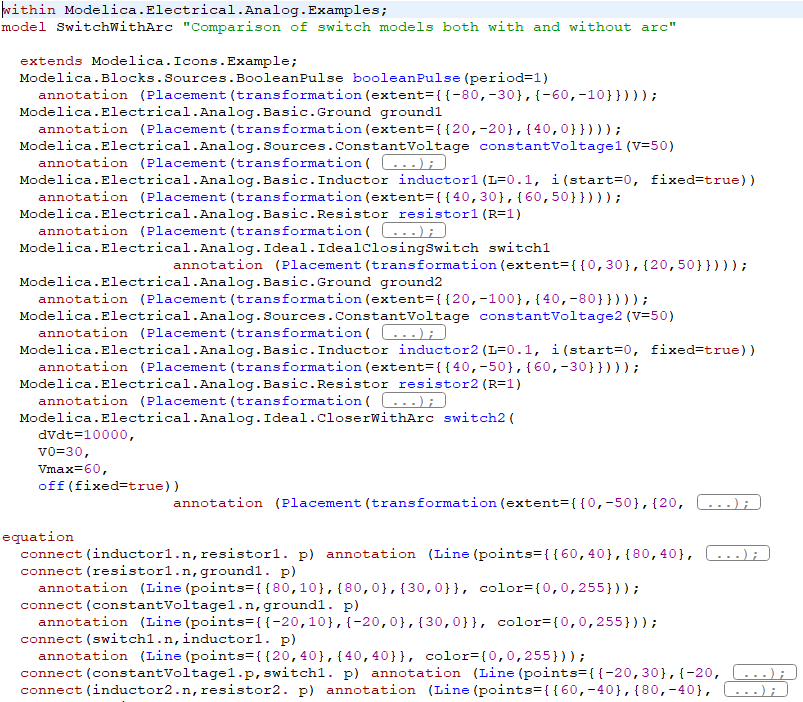 within Modelica.Electrical.Analog.Examples;
model SwitchWithArc "Comparison of switch models both with and without arc"
extends Modelica.Icons.Example;
Modelica.Blocks.Sources.BooleanPulse booleanPulse(period=1)
annotation (Placement(transformation(extent={{-80,-30},{-60,-10}})));
Modelica.Electrical.Analog.Basic.Ground ground1
annotation (Placement(transformation(extent={{20,-20},{40,0}})));
Modelica.Electrical.Analog.Sources.ConstantVoltage constantVoltage1(V=50)
annotation (Placement(transformation( ...);
Modelica.Electrical.Analog.Basic.Inductor inductor1(L=0.1, i(start=0, fixed=true))
annotation (Placement(transformation(extent={{40,30},{60,50}})));
Modelica.Electrical.Analog.Basic.Resistor resistor1(R=1)
annotation (Placement(transformation( ...);
Modelica.Electrical.Analog.Ideal.IdealClosingSwitch switch1
annotation (Placement(transformation(extent={{0,30},{20,50}})));
Modelica.Electrical.Analog.Basic.Ground ground2
annotation (Placement(transformation(extent={{20,-100},{40,-80}})));
Modelica.Electrical.Analog.Sources.ConstantVoltage constantVoltage2(V=50)
annotation (Placement(transformation( ...);
Modelica.Electrical.Analog.Basic.Inductor inductor2(L=0.1, i(start=0, fixed=true))
annotation (Placement(transformation(extent={{40,-50},{60,-30}})));
Modelica.Electrical.Analog.Basic.Resistor resistor2(R=1)
annotation (Placement(transformation( ...);
Modelica.Electrical.Analog.Ideal.CloserWithArc switch2(
dVdt=10000,
V0=30,
Vmax=60,
off(fixed=true))
annotation (Placement(transformation(extent={{0,-50},{20, ...);
equation
connect(inductor1.n,resistor1. p) annotation (Line(points={{60,40},{80,40}, ...);
connect(resistor1.n,ground1. p)
annotation (Line(points={{80,10},{80,0},{30,0}}, color={0,0,255}));
connect(constantVoltage1.n,ground1. p)
annotation (Line(points={{-20,10},{-20,0},{30,0}}, color={0,0,255}));
connect(switch1.n,inductor1. p)
annotation (Line(points={{20,40},{40,40}}, color={0,0,255}));
connect(constantVoltage1.p,switch1. p) annotation (Line(points={{-20,30},{-20, ...);
connect(inductor2.n,resistor2. p) annotation (Line(points={{60,-40},{80,-40}, ...);